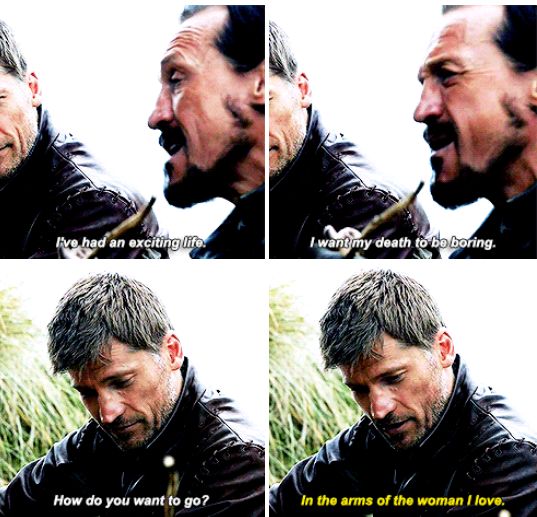 I've had an exciting life.
I want my death to be boring.
How do you want to go?
In the arms of the woman I love.